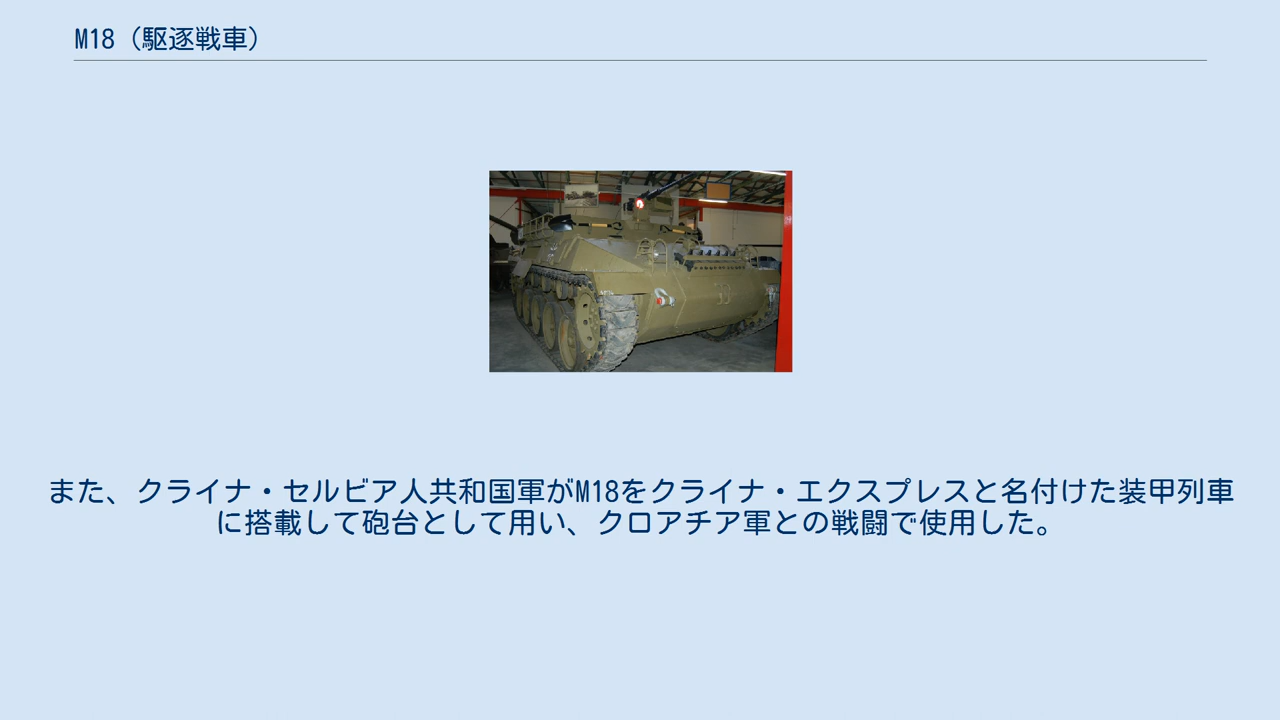 M18（駆逐戦車）
また、クライナ・セルビア人共和国軍がM18をクライナ・エクスプレスと名付けた装甲列車
に搭載して砲台として用い、クロアチア軍との戦闘で使用した。